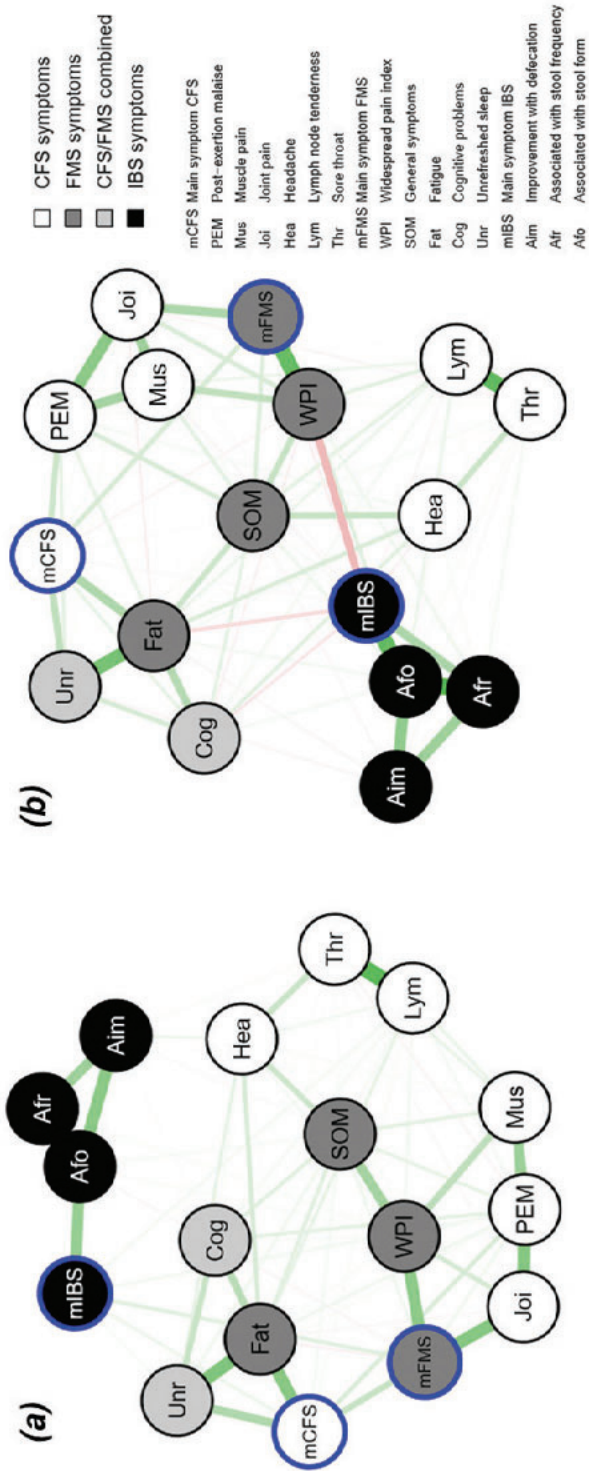 (a)
mIBS
Afo
Afr
Aim
Unr
Cog
Hea
Fat
mCFS
SOM
Thr
WPI
Lym
mFMS
Mus
PEM
Joi
(b)
mCFS
PEM
Joi
Unr
Mus
Fat
Cog
SOM
mFMS
WPI
mIBS
Hea
Lym
Thr
Afo
Aim
Afr
CFS symptoms
FMS symptoms
CFS/FMS combined
IBS symptoms
mCFS Main symptom CFS
PEM Post-exertion malaise
Mus Muscle pain
Joi Joint pain
Hea Headache
Lym Lymph node tenderness
Thr Sore throat
mFMS Main symptom FMS
WPI Widespread pain index
SOM General symptoms
Fat Fatigue
Cog Cognitive problems
Unr Unrefreshed sleep
mIBS Main symptom IBS
Aim Improvement with defecation
Afr Associated with stool frequency
Afo Associated with stool form